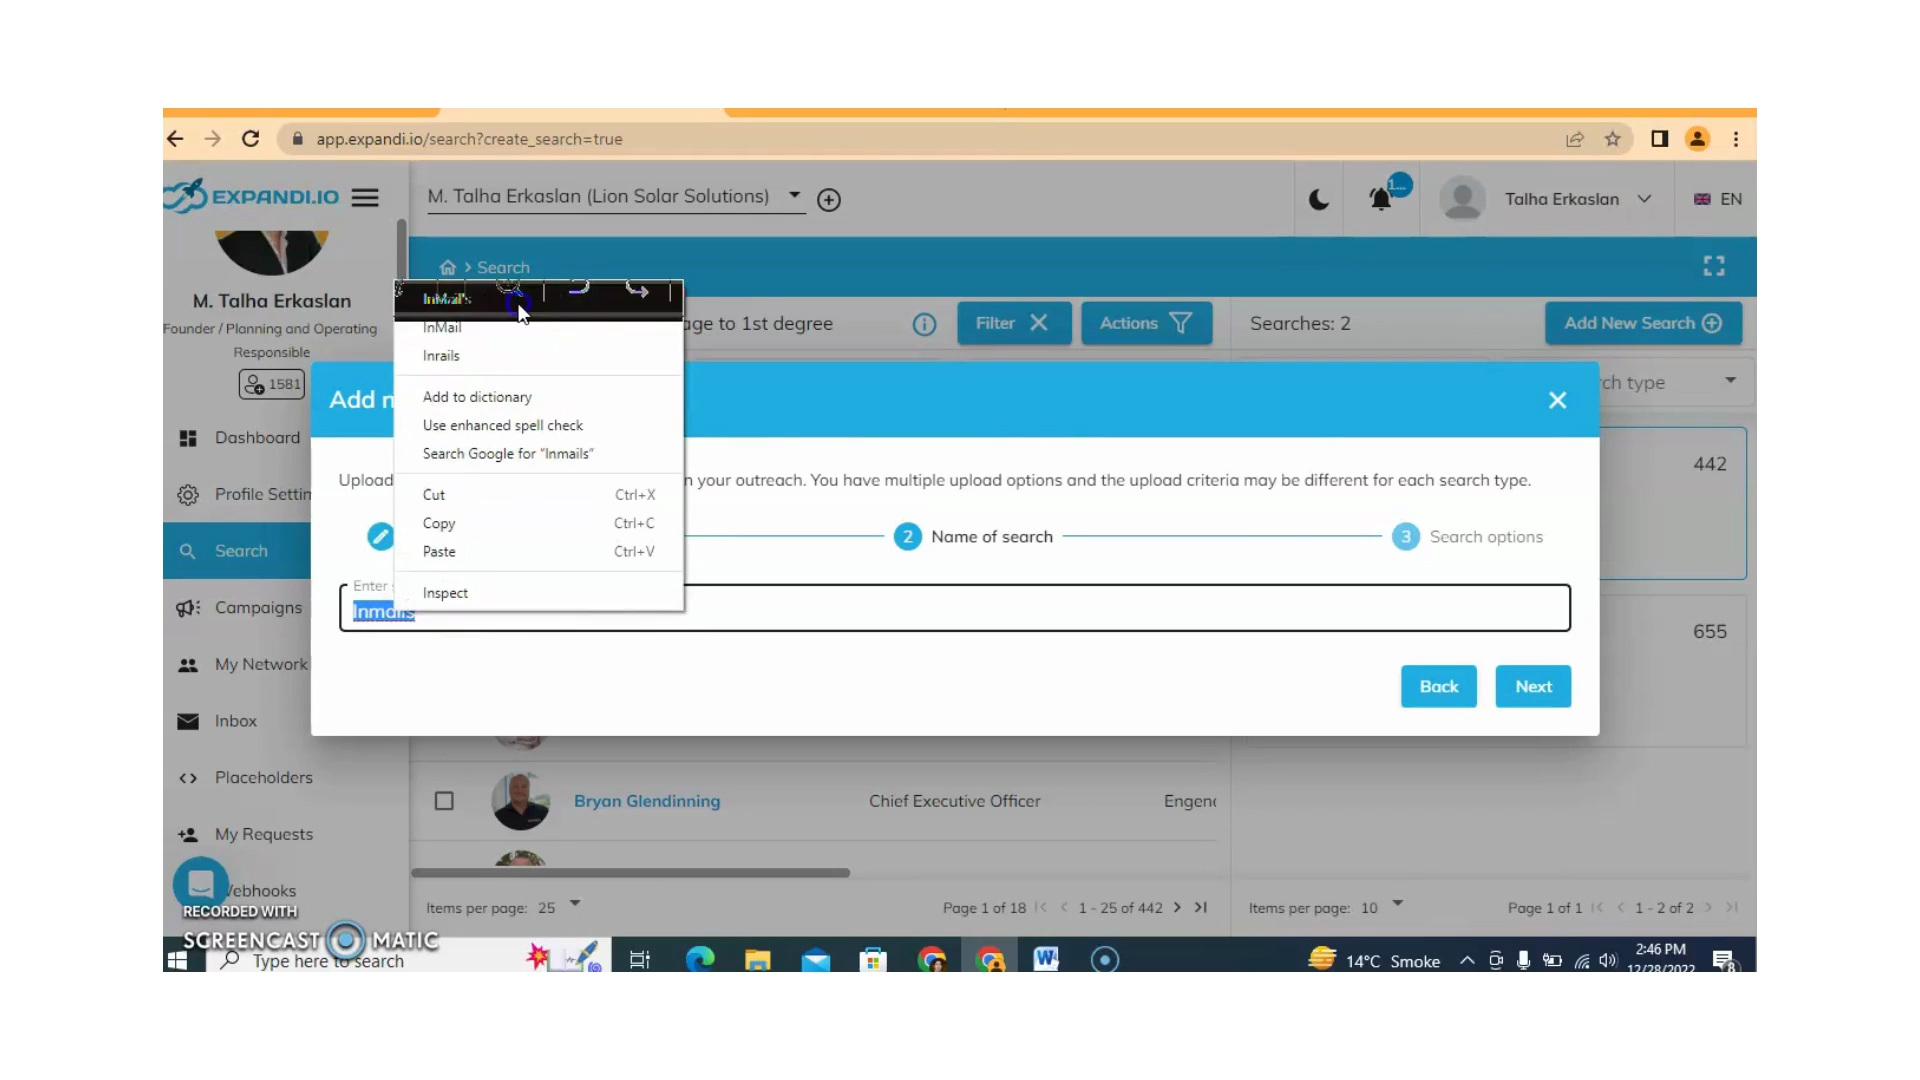 app.expandi.io/search?create_search=true
EXPANDI.IO
M. Talha Erkaslan (Lion Solar Solutions)
1...
Talha Erkaslan
EN
Search
M. Talha Erkaslan
Founder / Planning and Operating
Responsible
1581
age to 1st degree
Filter
Actions
Searches: 2
Add New Search
InMail's
InMail
Inrails
Add to dictionary
Use enhanced spell check
Search Google for "Inmails"
Cut Ctrl+X
Copy Ctrl+C
Paste Ctrl+V
Inspect
ch type
Add n
Upload
n your outreach. You have multiple upload options and the upload criteria may be different for each search type.
2 Name of search
3 Search options
Enter
Inmails
Back
Next
442
655
Dashboard
Profile Settin
Search
Campaigns
My Network
Inbox
Placeholders
My Requests
Webhooks
Bryan Glendinning
Chief Executive Officer
Engen
Items per page: 25
Page 1 of 18
1 - 25 of 442
Items per page: 10
Page 1 of 1
1 - 2 of 2
RECORDED WITH
SCREENCAST MATIC
Type here to search
14°C Smoke
2:46 PM
12/28/2022
8